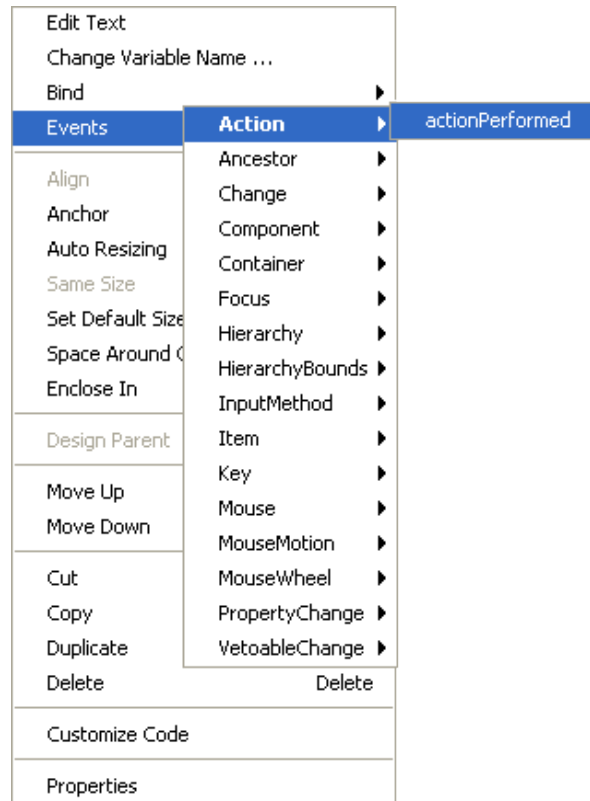 Edit Text
Change Variable Name ...
Bind
Events
Align
Anchor
Auto Resizing
Same Size
Set Default Size
Space Around
Enclose In
Design Parent
Move Up
Move Down
Cut
Copy
Duplicate
Delete Delete
Customize Code
Properties
Action
Ancestor
Change
Component
Container
Focus
Hierarchy
HierarchyBounds
InputMethod
Item
Key
Mouse
MouseMotion
MouseWheel
PropertyChange
VetoableChange
actionPerformed